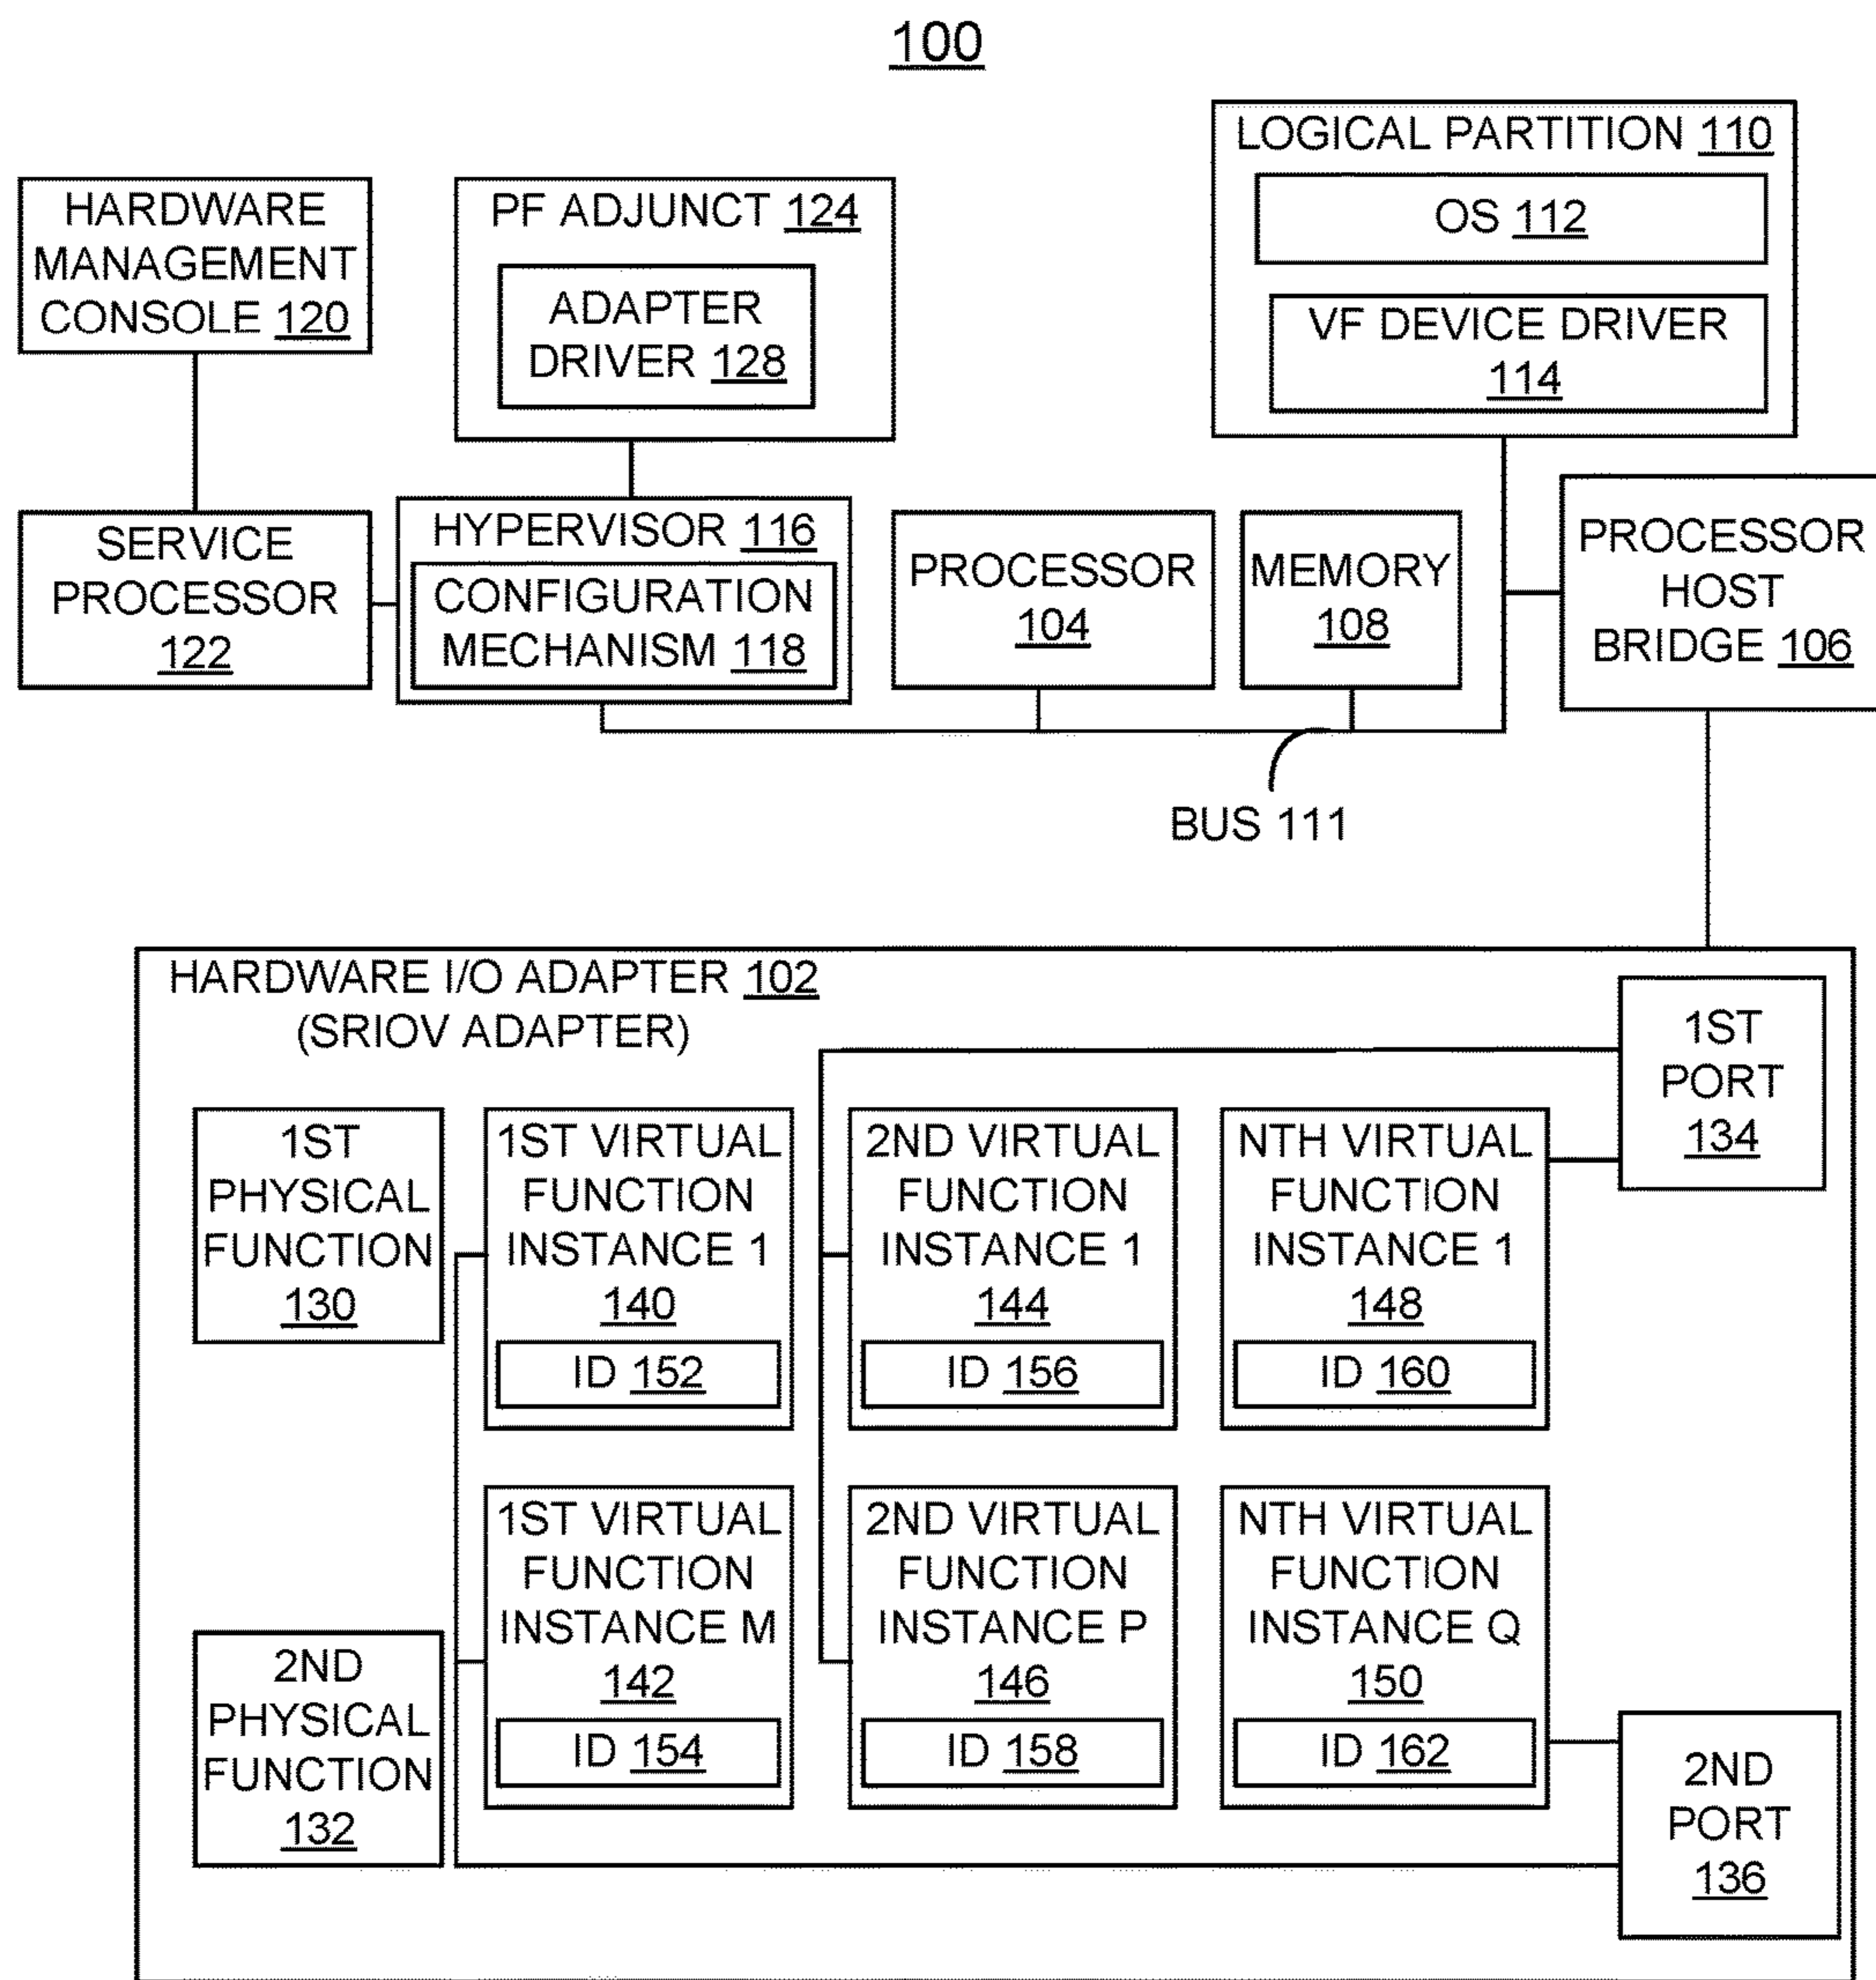 100
LOGICAL PARTITION 110
OS 112
VF DEVICE DRIVER
114
HARDWARE
MANAGEMENT
CONSOLE 120
PF ADJUNCT 124
ADAPTER
DRIVER 128
SERVICE
PROCESSOR
122
HYPERVISOR 116
CONFIGURATION
MECHANISM 118
PROCESSOR
104
MEMORY
108
PROCESSOR
HOST
BRIDGE 106
BUS 111
HARDWARE I/O ADAPTER 102
(SRIOV ADAPTER)
1ST
PORT
134
1ST
PHYSICAL
FUNCTION
130
1ST VIRTUAL
FUNCTION
INSTANCE 1
140
ID 152
2ND VIRTUAL
FUNCTION
INSTANCE 1
144
ID 156
NTH VIRTUAL
FUNCTION
INSTANCE 1
148
ID 160
2ND
PHYSICAL
FUNCTION
132
1ST VIRTUAL
FUNCTION
INSTANCE M
142
ID 154
2ND VIRTUAL
FUNCTION
INSTANCE P
146
ID 158
NTH VIRTUAL
FUNCTION
INSTANCE Q
150
ID 162
2ND
PORT
136